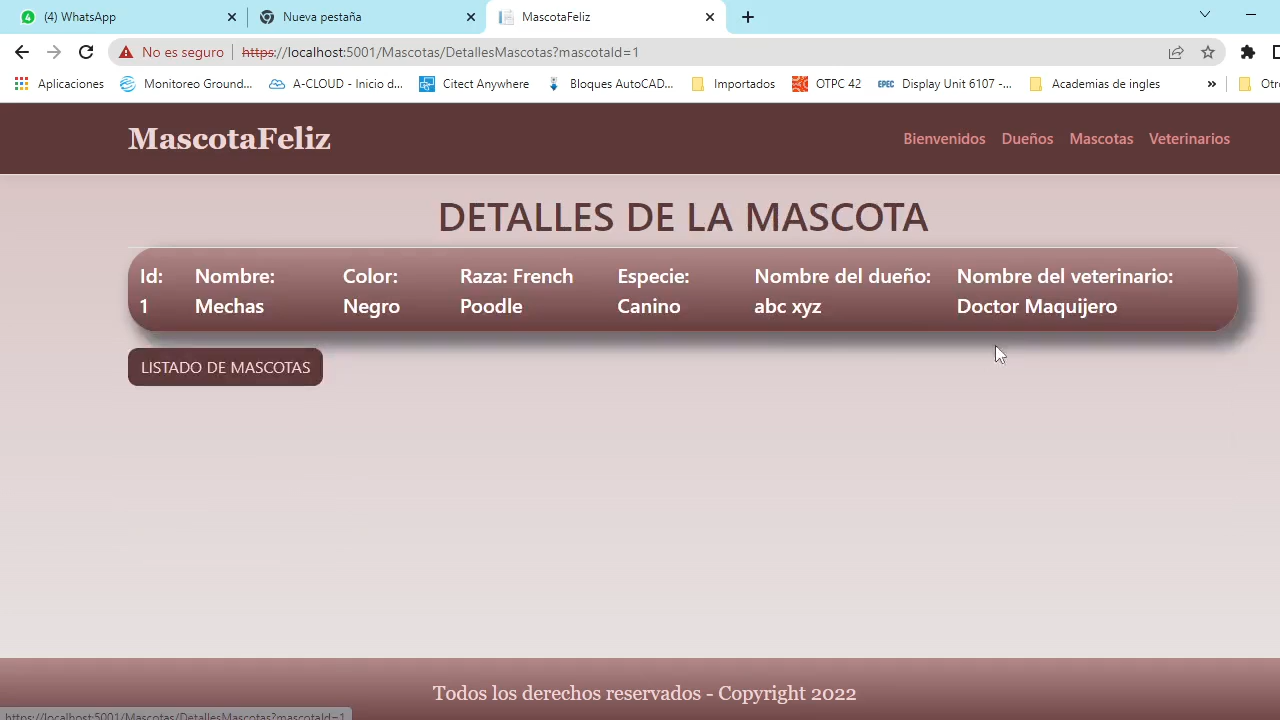 (4) WhatsApp
Nueva pestaña
MascotaFeliz
No es seguro https://localhost:5001/Mascotas/DetallesMascotas?mascotaId=1
Aplicaciones Monitoreo Ground... A-CLOUD - Inicio d... Citect Anywhere Bloques AutoCAD... Importados OTPC 42 EPEC Display Unit 6107 -... Academias de ingles » Otro
MascotaFeliz
Bienvenidos Dueños Mascotas Veterinarios
DETALLES DE LA MASCOTA
Id: Nombre: Color: Raza: French Especie: Nombre del dueño: Nombre del veterinario:
1 Mechas Negro Poodle Canino abc xyz Doctor Maquijero
LISTADO DE MASCOTAS
Todos los derechos reservados - Copyright 2022
https://localhost:5001/Mascotas/DetallesMascotas?mascotaId=1